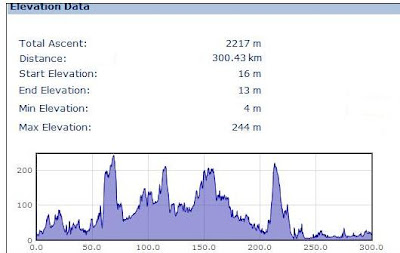 Elevation Data
Total Ascent: 2217 m
Distance: 300.43 km
Start Elevation: 16 m
End Elevation: 13 m
Min Elevation: 4 m
Max Elevation: 244 m
200
100
0.0
0.0 50.0 100.0 150.0 200.0 250.0 300.0